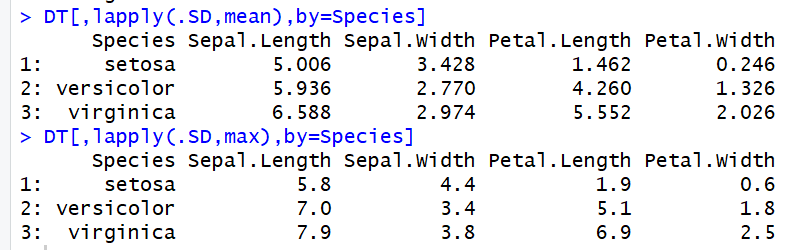 > DT[,lapply(.SD,mean),by=Species]
Species Sepal.Length Sepal.Width Petal.Length Petal.Width
1: setosa 5.006 3.428 1.462 0.246
2: versicolor 5.936 2.770 4.260 1.326
3: virginica 6.588 2.974 5.552 2.026
> DT[,lapply(.SD,max),by=Species]
Species Sepal.Length Sepal.Width Petal.Length Petal.Width
1: setosa 5.8 4.4 1.9 0.6
2: versicolor 7.0 3.4 5.1 1.8
3: virginica 7.9 3.8 6.9 2.5